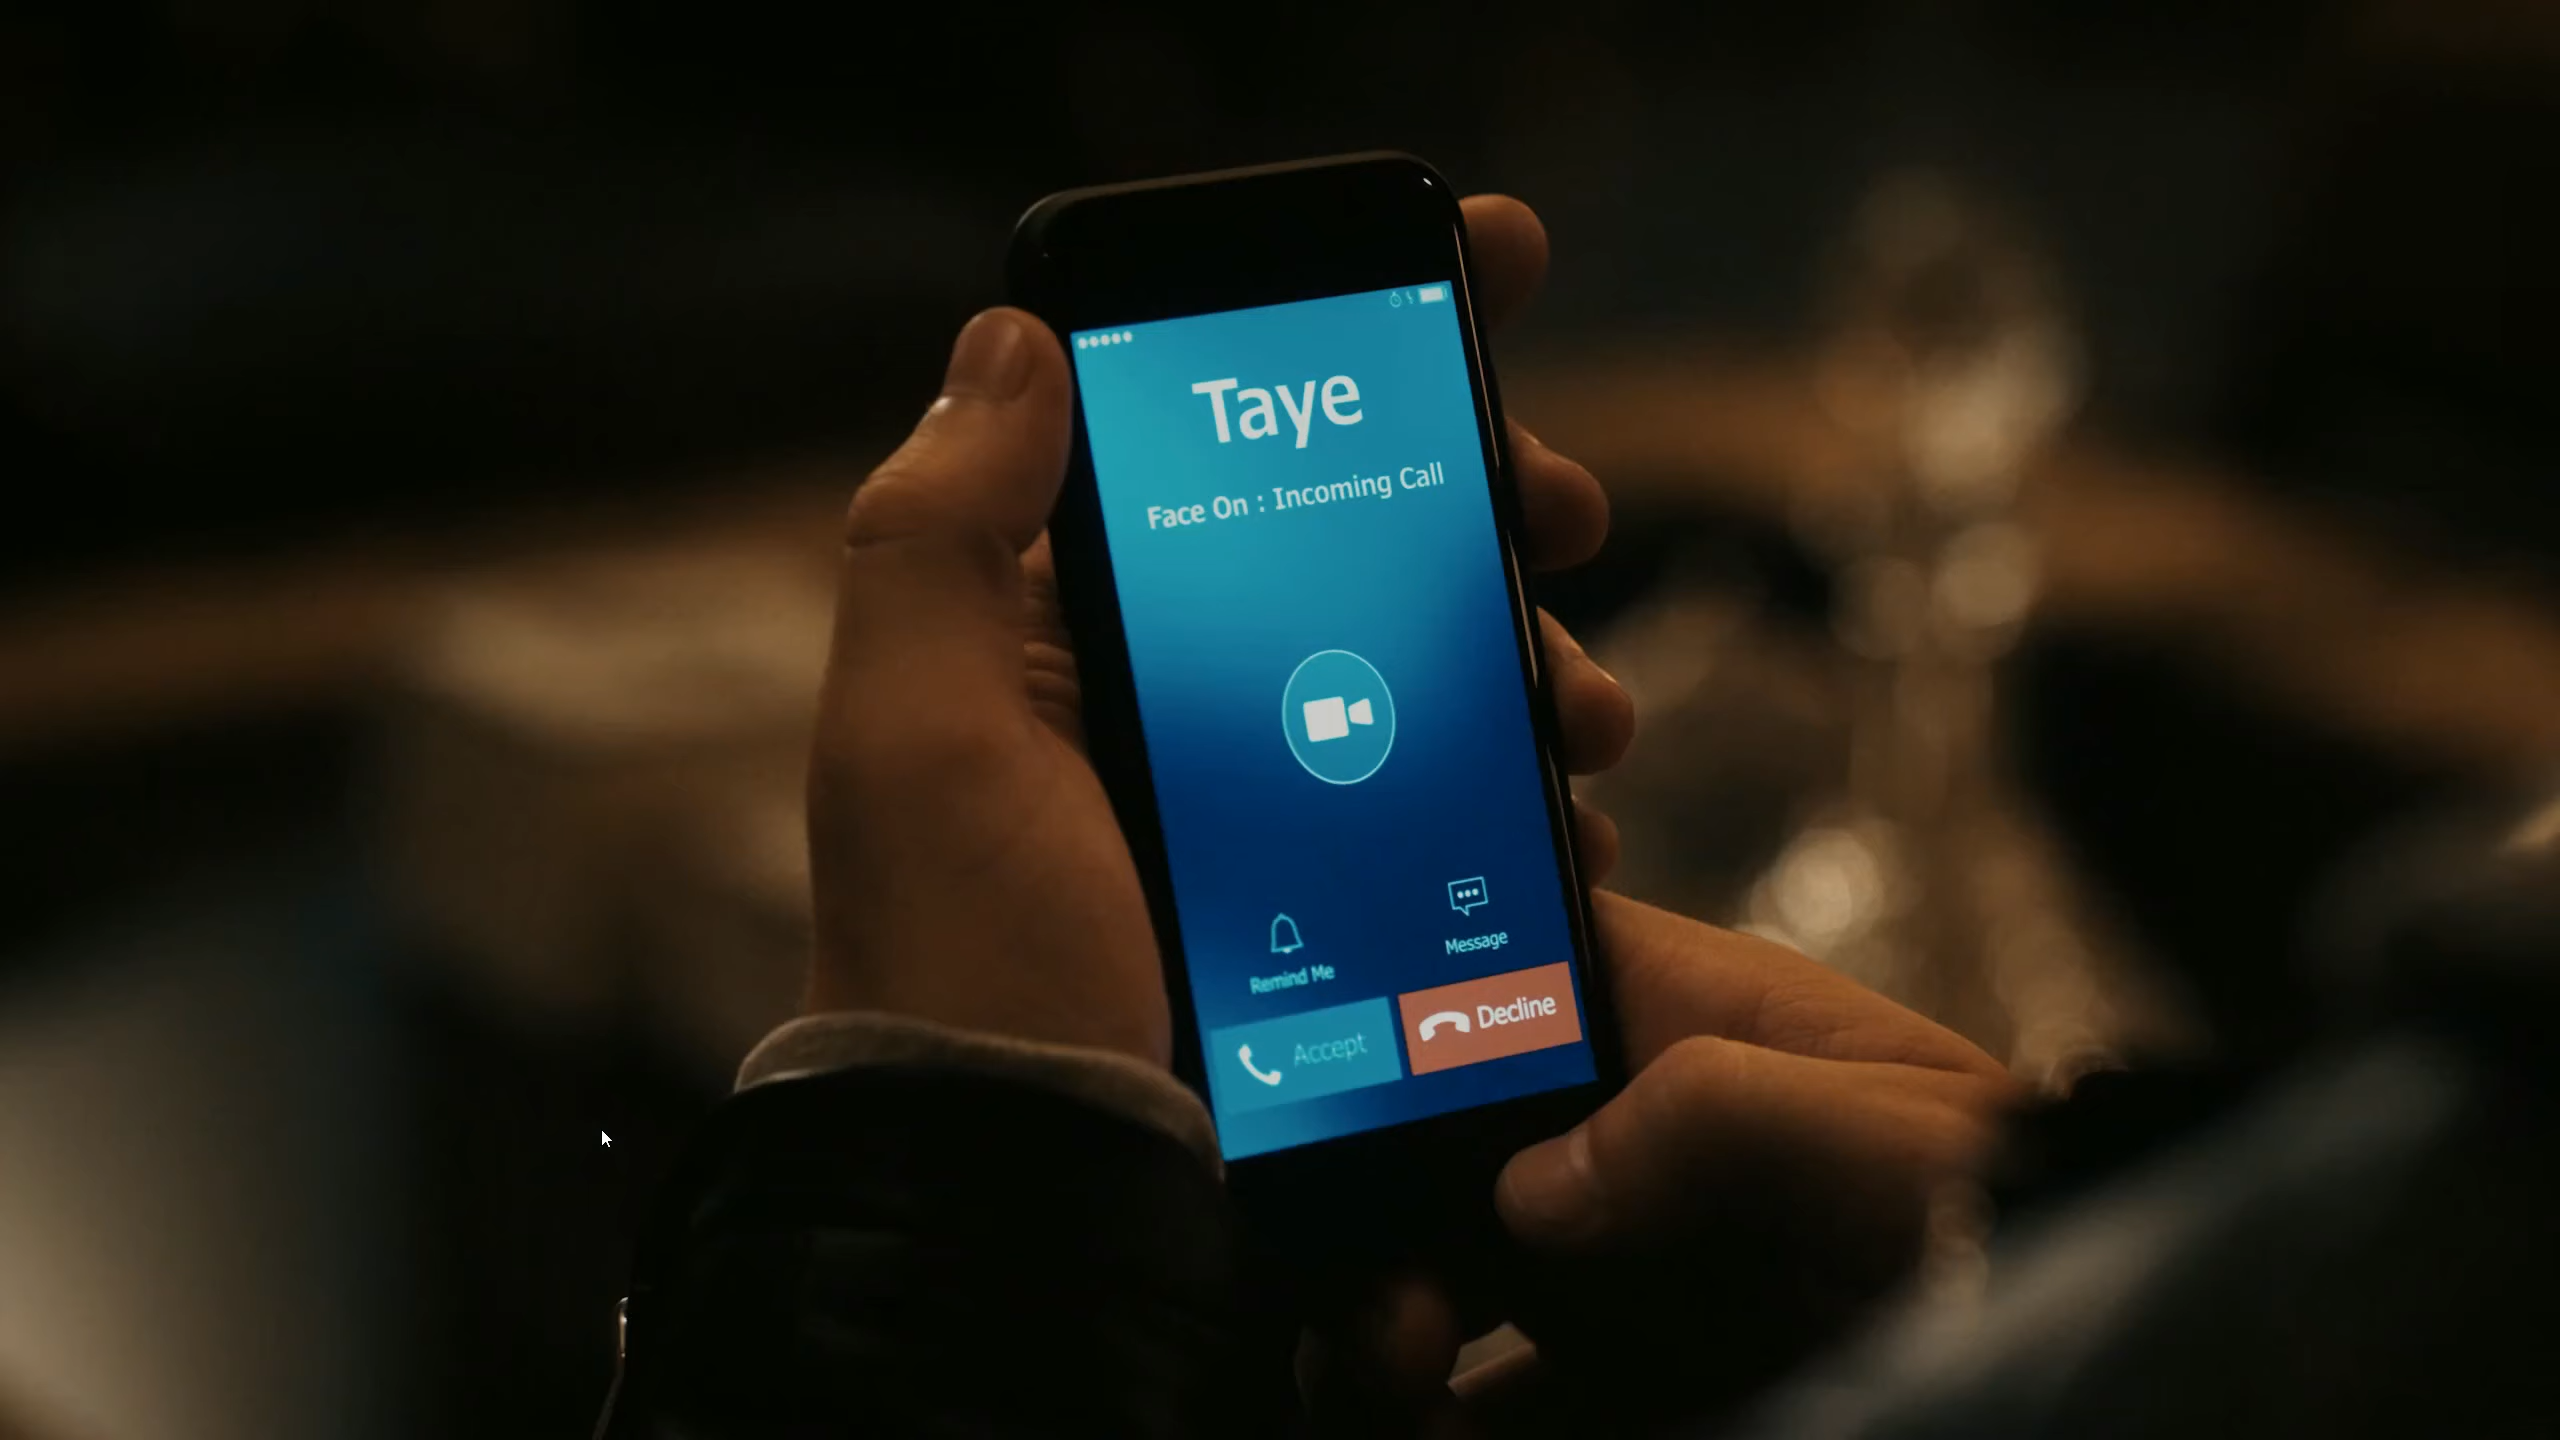 Taye
Face On : Incoming Call
Remind Me
Message
Accept
Decline